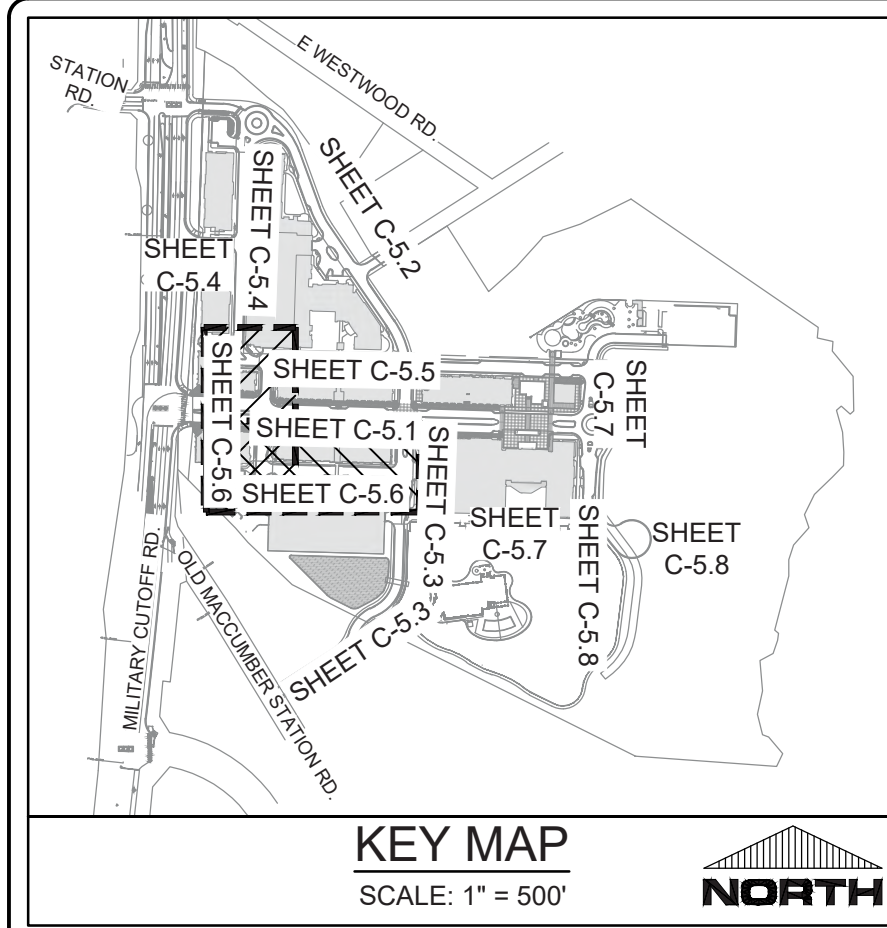 STATION
RD.
E WESTWOOD RD.
SHEET C-5.2
SHEET C-5.4
SHEET
C-5.4
SHEET C-5.6
SHEET C-5.5
SHEET C-5.1
SHEET C-5.6
SHEET C-5.3
SHEET
C-5.7
SHEET
C-5.7
SHEET C-5.8
SHEET
C-5.8
SHEET C-5.3
MILITARY CUTOFF RD.
OLD MACCUMBER STATION RD.
KEY MAP
SCALE: 1" = 500'
NORTH